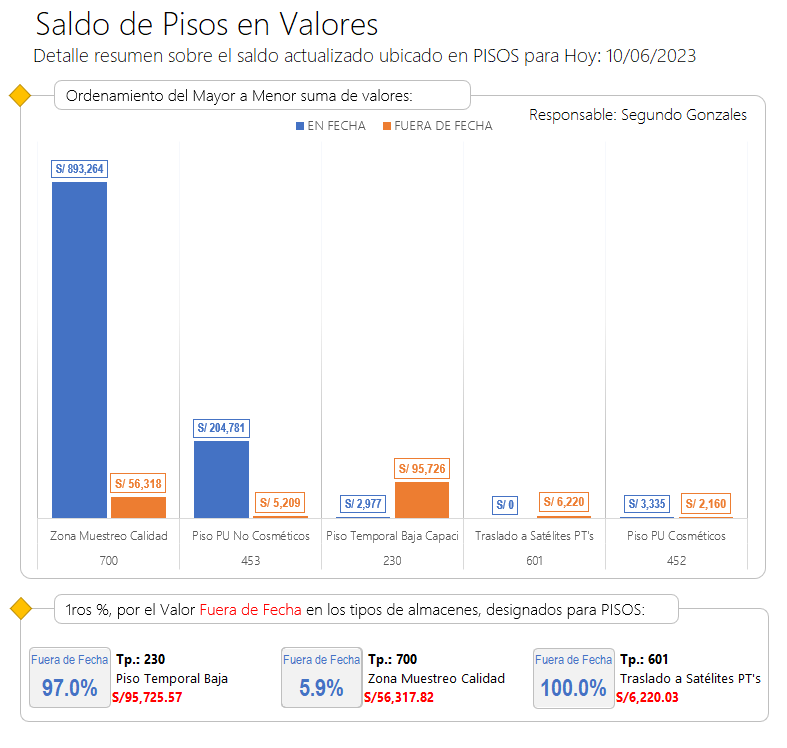 Saldo de Pisos en Valores
Detalle resumen sobre el saldo actualizado ubicado en PISOS para Hoy: 10/06/2023
Ordenamiento del Mayor a Menor suma de valores:
Responsable: Segundo Gonzales
EN FECHA FUERA DE FECHA
S/ 893,264
S/ 56,318
S/ 204,781
S/ 5,209
S/ 2,977
S/ 95,726
S/ 0
S/ 6,220
S/ 3,335
S/ 2,160
Zona Muestreo Calidad Piso PU No Cosméticos Piso Temporal Baja Capaci Traslado a Satélites PT's Piso PU Cosméticos
700 453 230 601 452
1ros %, por el Valor Fuera de Fecha en los tipos de almacenes, designados para PISOS:
Fuera de Fecha
97.0%
Tp.: 230
Piso Temporal Baja
S/95,725.57
Fuera de Fecha
5.9%
Tp.: 700
Zona Muestreo Calidad
S/56,317.82
Fuera de Fecha
100.0%
Tp.: 601
Traslado a Satélites PT's
S/6,220.03